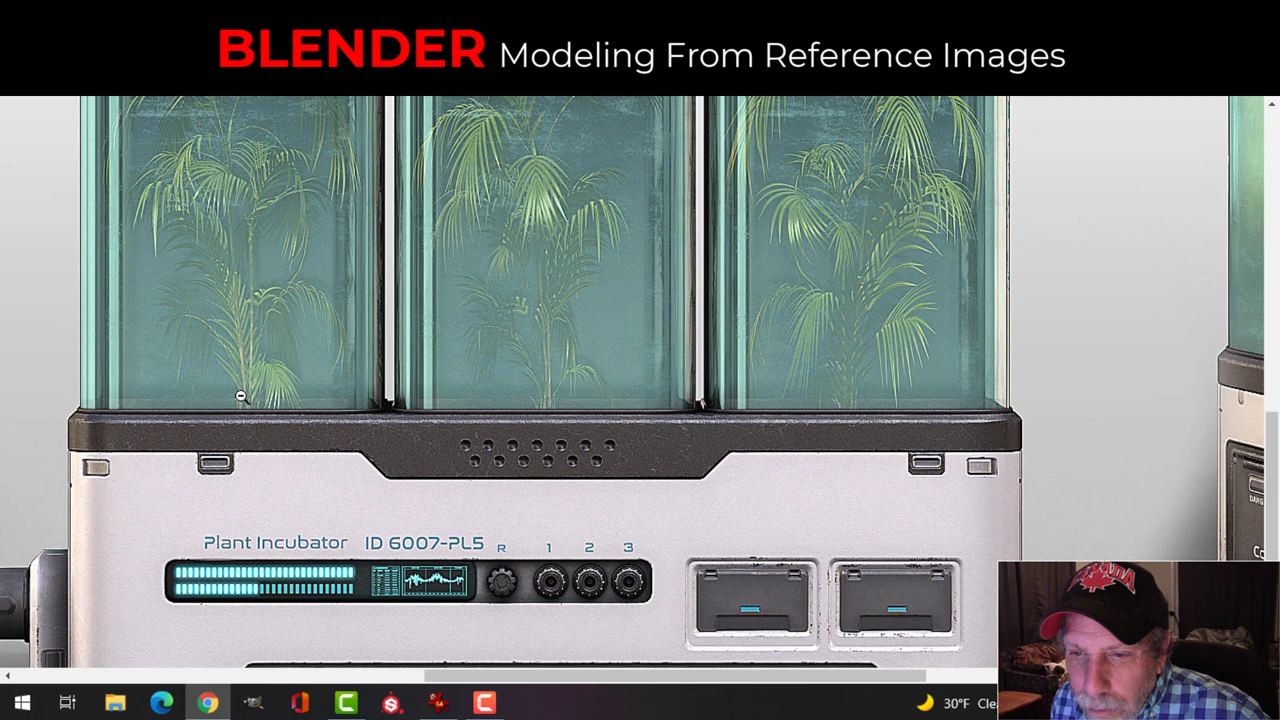 BLENDER Modeling From Reference Images
Plant Incubator ID 6007-PL5 R 1 2 3
30°F